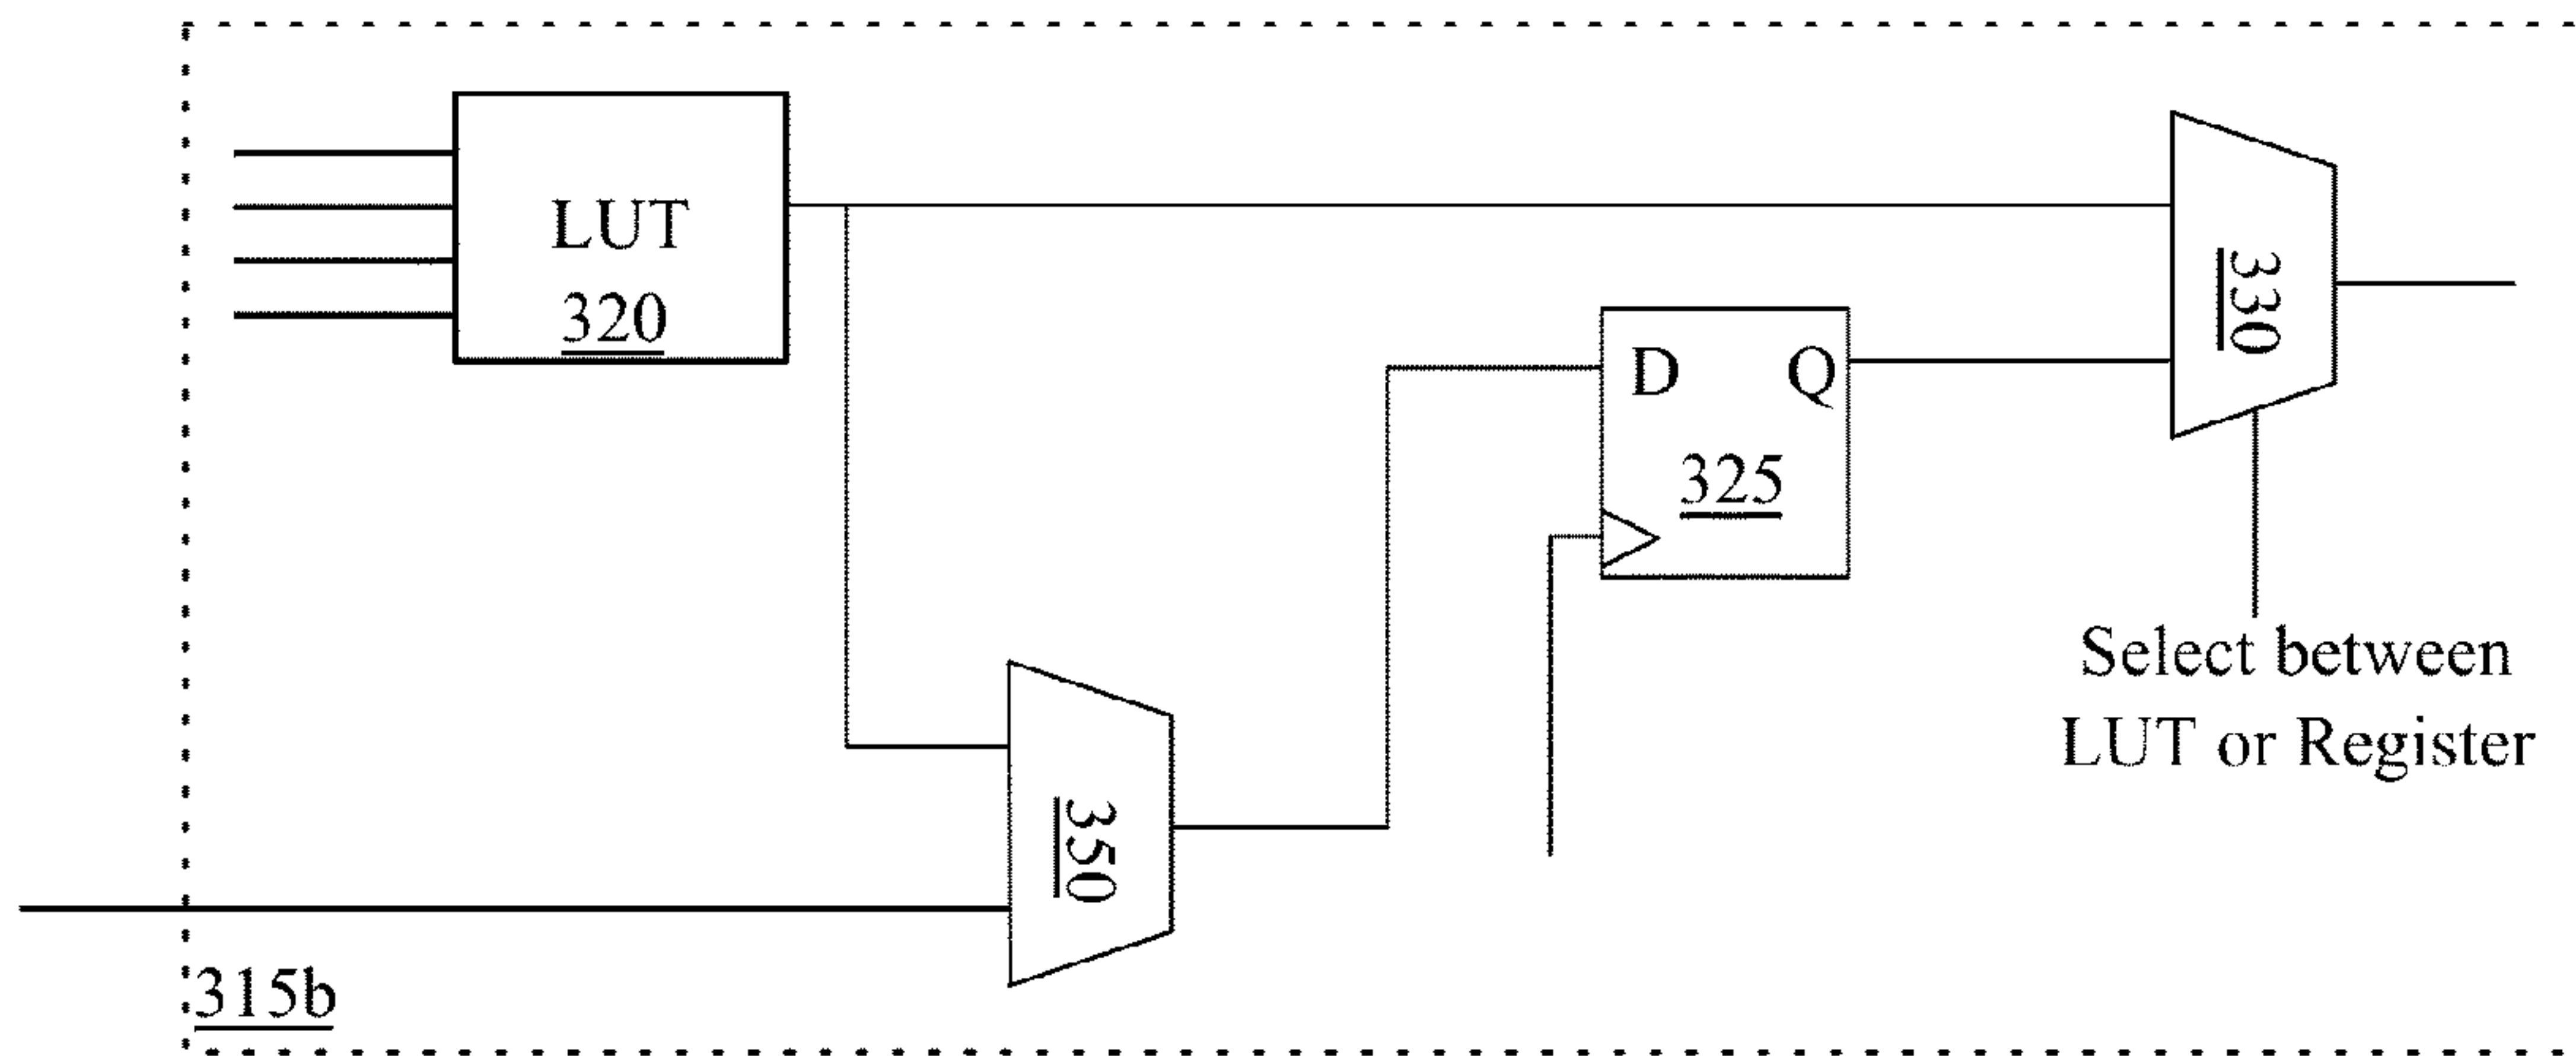 LUT
320
330
D Q
325
Select between
LUT or Register
350
315b